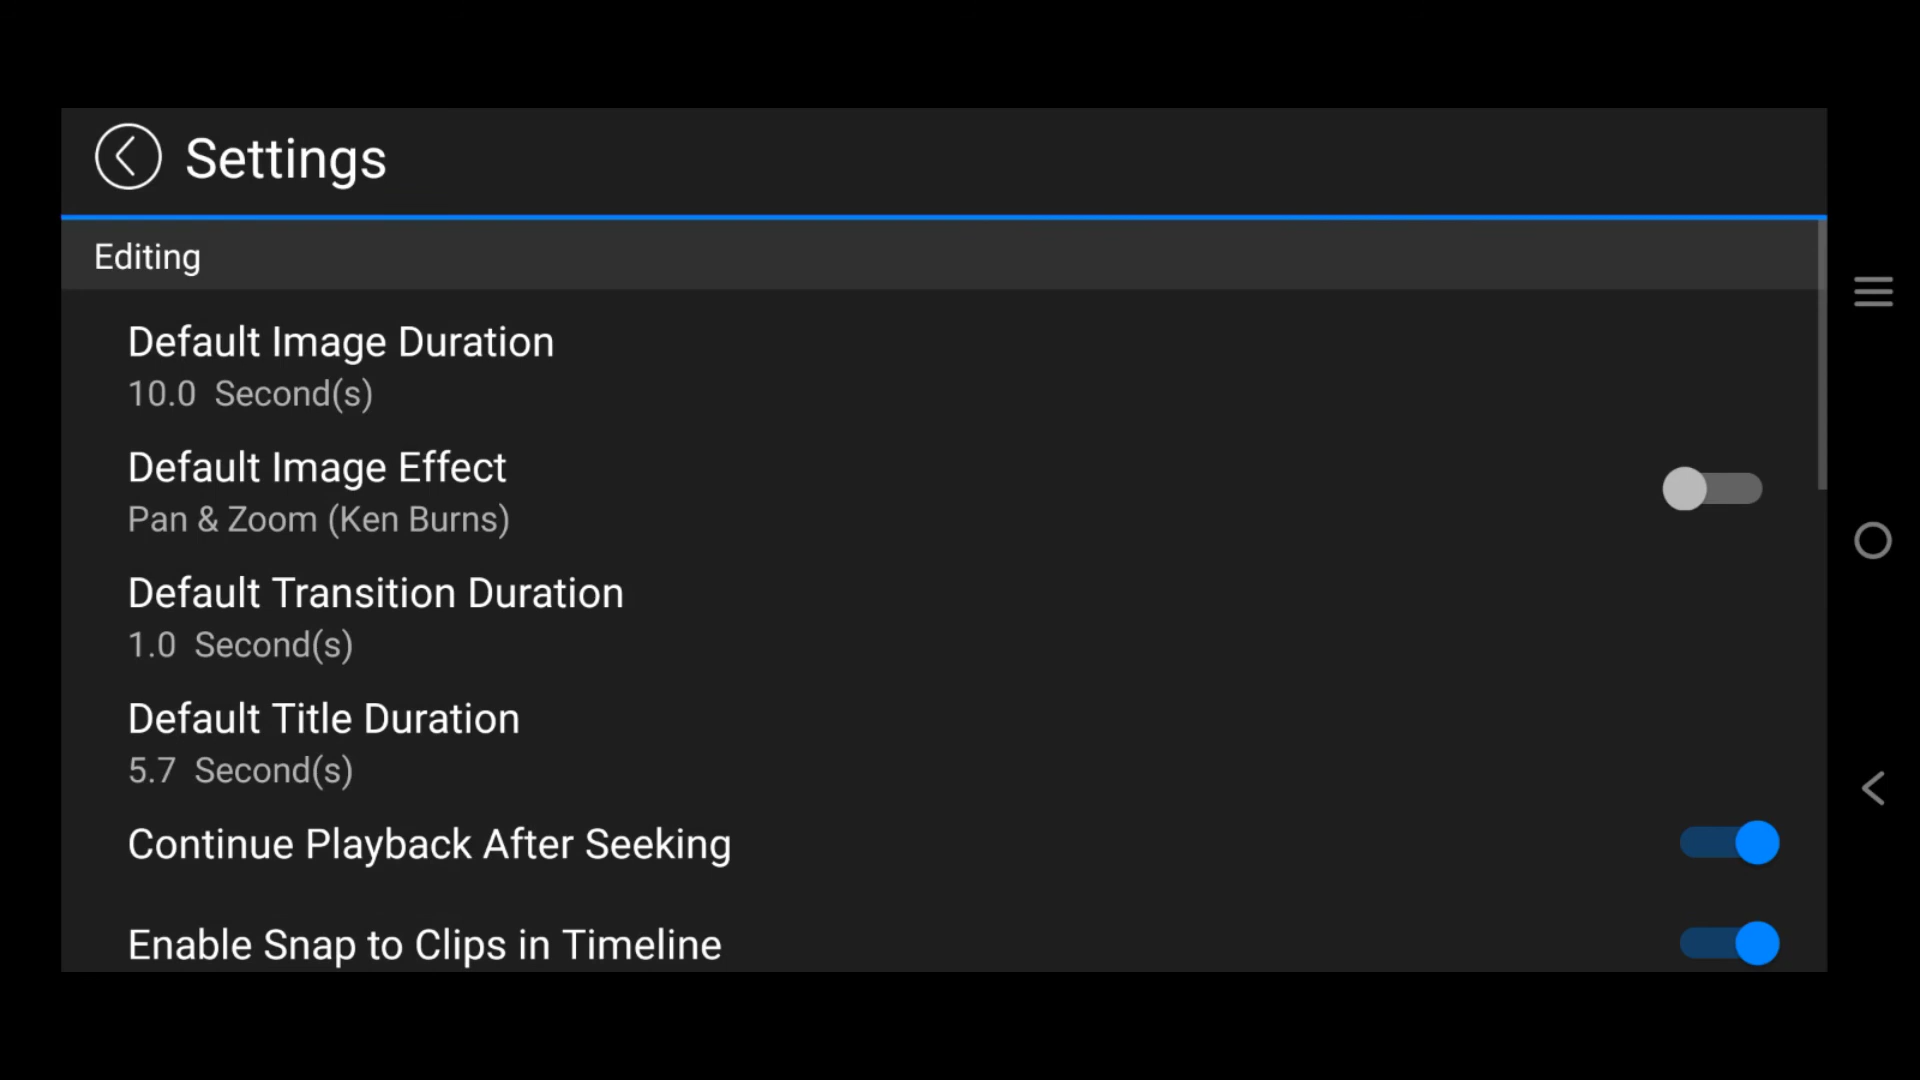 Settings
Editing
Default Image Duration
10.0 Second(s)
Default Image Effect
Pan & Zoom (Ken Burns)
Default Transition Duration
1.0 Second(s)
Default Title Duration
5.7 Second(s)
Continue Playback After Seeking
Enable Snap to Clips in Timeline